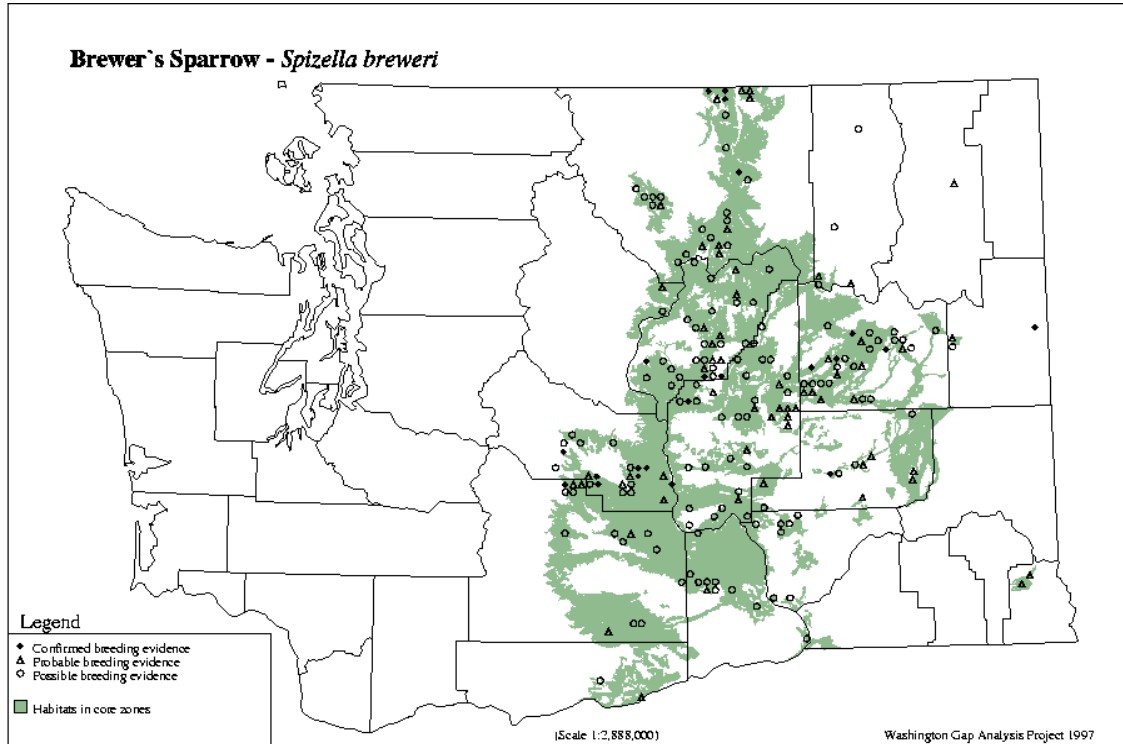 Brewer`s Sparrow - Spizella breweri
Legend
Confirmed breeding evidence
Probable breeding evidence
Possible breeding evidence
Habitats in core zones
(Scale 1:2,888,000)
Washington Gap Analysis Project 1997